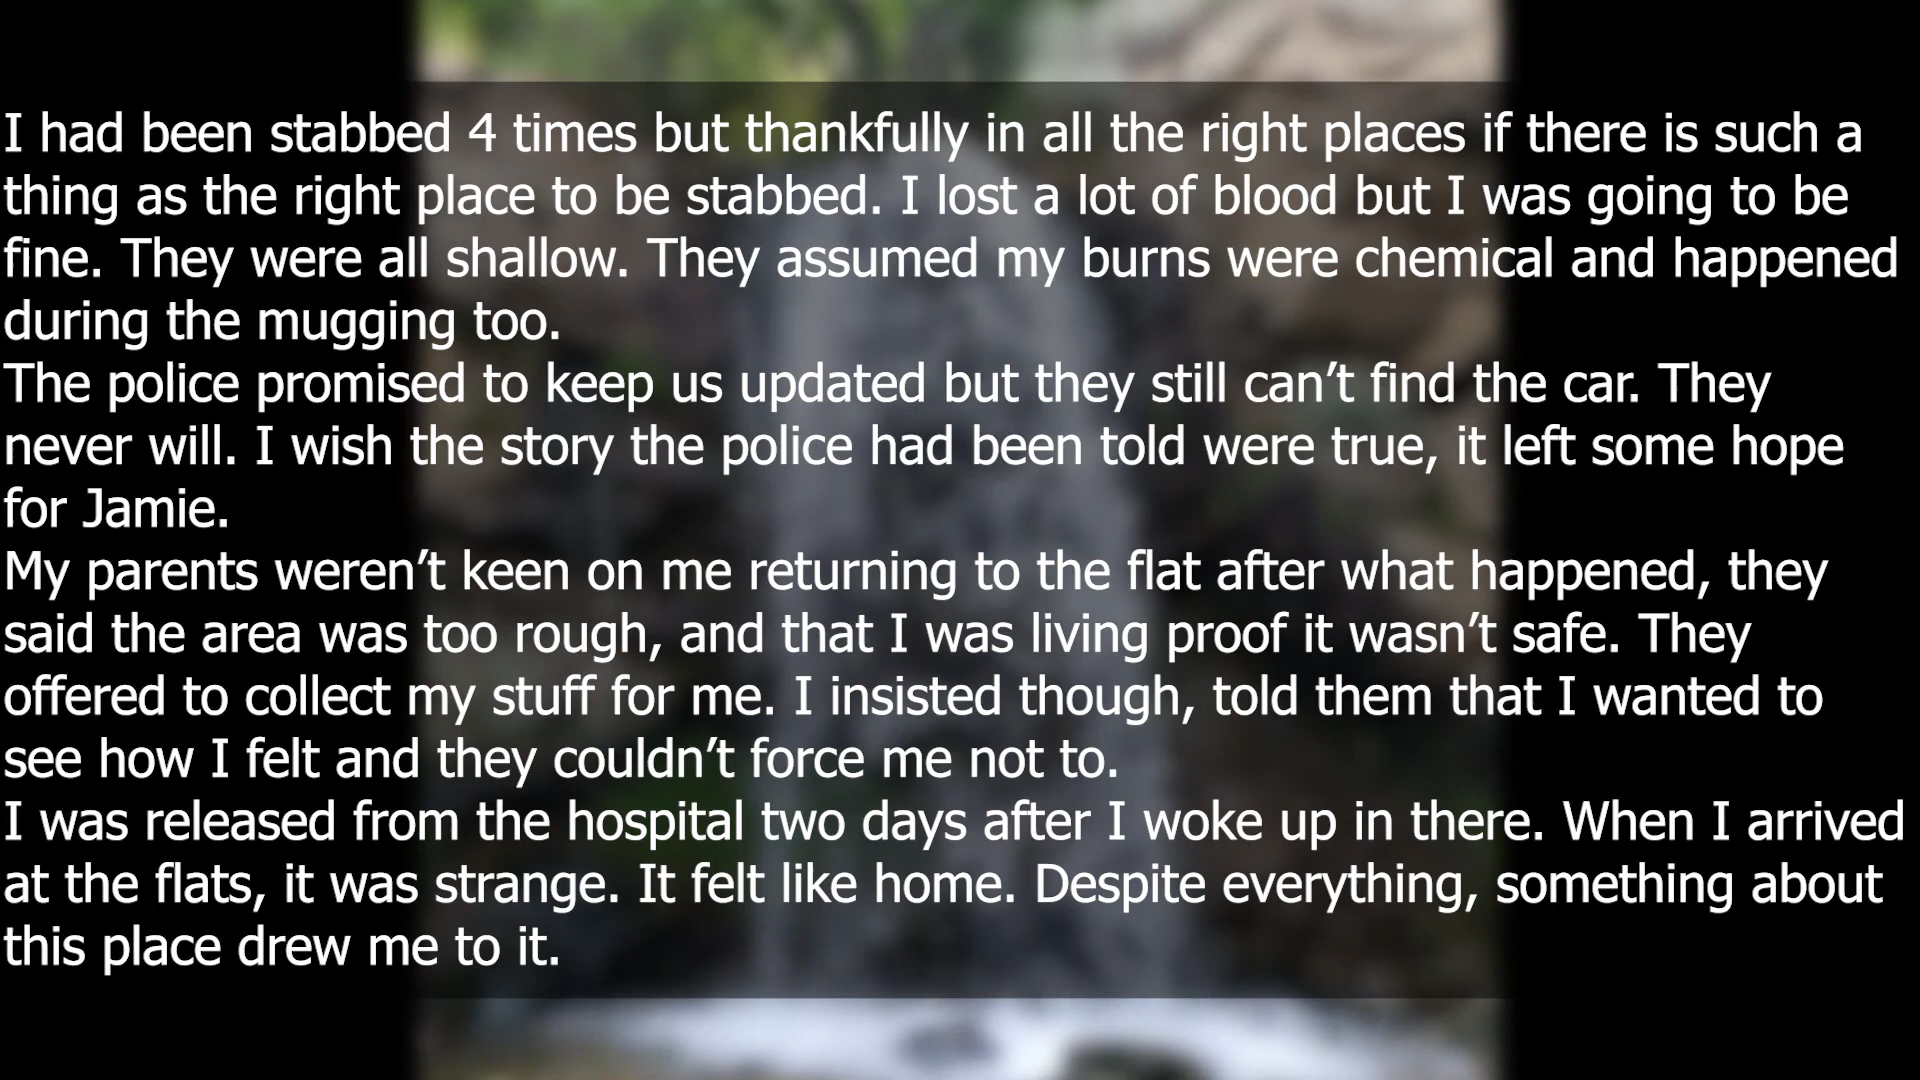 I had been stabbed 4 times but thankfully in all the right places if there is such a
thing as the right place to be stabbed. I lost a lot of blood but I was going to be
fine. They were all shallow. They assumed my burns were chemical and happened
during the mugging too.
The police promised to keep us updated but they still can’t find the car. They
never will. I wish the story the police had been told were true, it left some hope
for Jamie.
My parents weren’t keen on me returning to the flat after what happened, they
said the area was too rough, and that I was living proof it wasn’t safe. They
offered to collect my stuff for me. I insisted though, told them that I wanted to
see how I felt and they couldn’t force me not to.
I was released from the hospital two days after I woke up in there. When I arrived
at the flats, it was strange. It felt like home. Despite everything, something about
this place drew me to it.